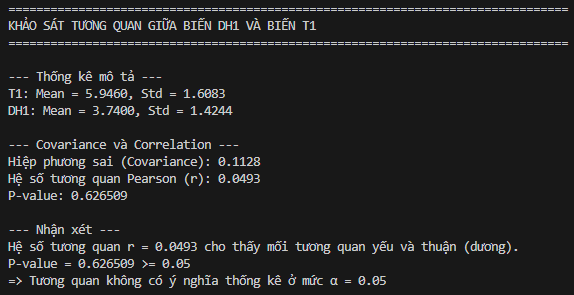 ================================================================================
KHẢO SÁT TƯƠNG QUAN GIỮA BIẾN DH1 VÀ BIẾN T1
================================================================================
--- Thống kê mô tả ---
T1: Mean = 5.9460, Std = 1.6083
DH1: Mean = 3.7400, Std = 1.4244
--- Covariance và Correlation ---
Hiệp phương sai (Covariance): 0.1128
Hệ số tương quan Pearson (r): 0.0493
P-value: 0.626509
--- Nhận xét ---
Hệ số tương quan r = 0.0493 cho thấy mối tương quan yếu và thuận (dương).
P-value = 0.626509 >= 0.05
=> Tương quan không có ý nghĩa thống kê ở mức α = 0.05